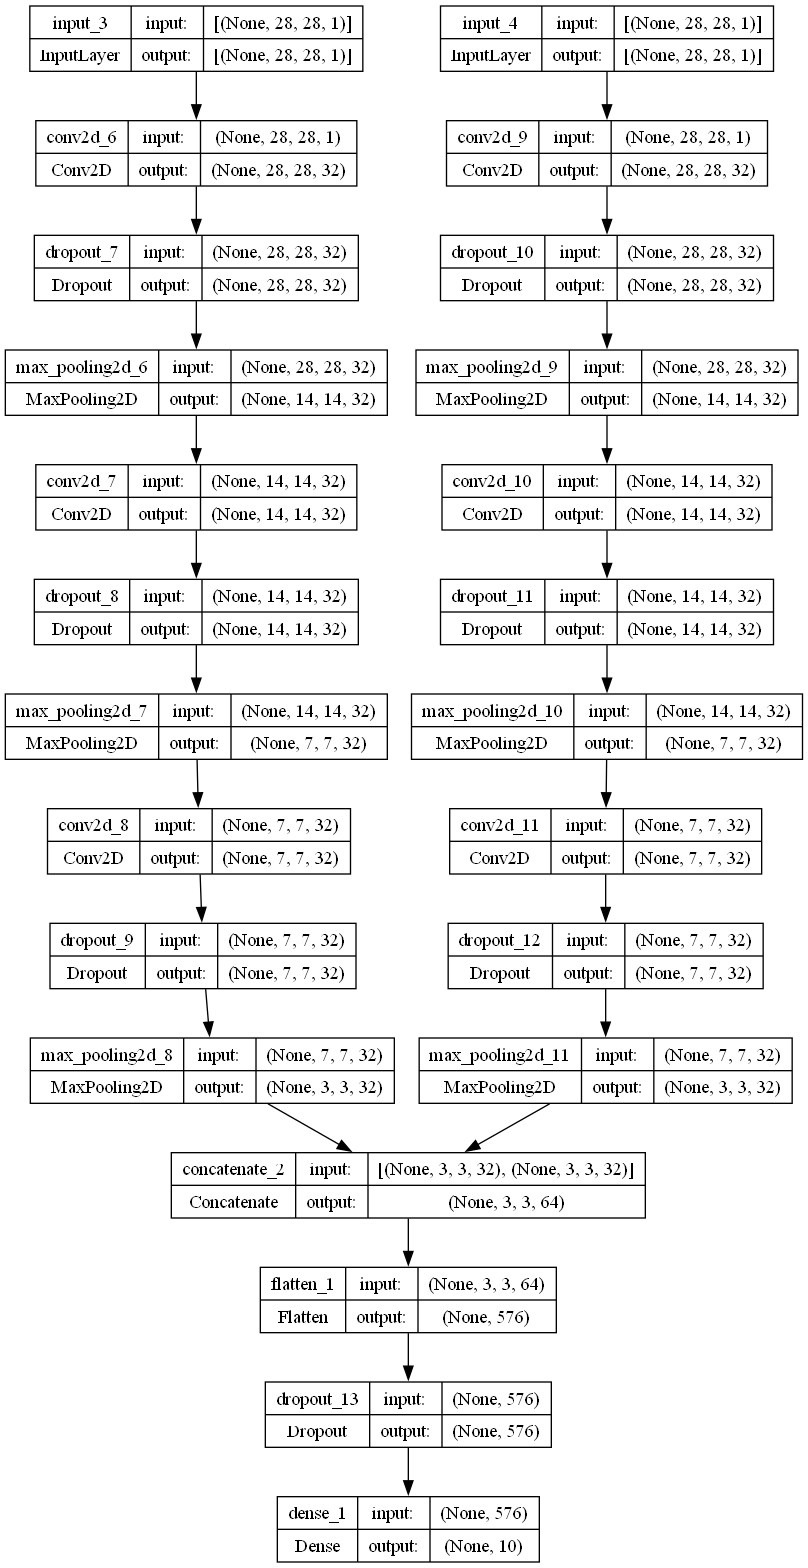 input_3 input: [(None, 28, 28, 1)]
InputLayer output: [(None, 28, 28, 1)]
input_4 input: [(None, 28, 28, 1)]
InputLayer output: [(None, 28, 28, 1)]
conv2d_6 input: (None, 28, 28, 1)
Conv2D output: (None, 28, 28, 32)
conv2d_9 input: (None, 28, 28, 1)
Conv2D output: (None, 28, 28, 32)
dropout_7 input: (None, 28, 28, 32)
Dropout output: (None, 28, 28, 32)
dropout_10 input: (None, 28, 28, 32)
Dropout output: (None, 28, 28, 32)
max_pooling2d_6 input: (None, 28, 28, 32)
MaxPooling2D output: (None, 14, 14, 32)
max_pooling2d_9 input: (None, 28, 28, 32)
MaxPooling2D output: (None, 14, 14, 32)
conv2d_7 input: (None, 14, 14, 32)
Conv2D output: (None, 14, 14, 32)
conv2d_10 input: (None, 14, 14, 32)
Conv2D output: (None, 14, 14, 32)
dropout_8 input: (None, 14, 14, 32)
Dropout output: (None, 14, 14, 32)
dropout_11 input: (None, 14, 14, 32)
Dropout output: (None, 14, 14, 32)
max_pooling2d_7 input: (None, 14, 14, 32)
MaxPooling2D output: (None, 7, 7, 32)
max_pooling2d_10 input: (None, 14, 14, 32)
MaxPooling2D output: (None, 7, 7, 32)
conv2d_8 input: (None, 7, 7, 32)
Conv2D output: (None, 7, 7, 32)
conv2d_11 input: (None, 7, 7, 32)
Conv2D output: (None, 7, 7, 32)
dropout_9 input: (None, 7, 7, 32)
Dropout output: (None, 7, 7, 32)
dropout_12 input: (None, 7, 7, 32)
Dropout output: (None, 7, 7, 32)
max_pooling2d_8 input: (None, 7, 7, 32)
MaxPooling2D output: (None, 3, 3, 32)
max_pooling2d_11 input: (None, 7, 7, 32)
MaxPooling2D output: (None, 3, 3, 32)
concatenate_2 input: [(None, 3, 3, 32), (None, 3, 3, 32)]
Concatenate output: (None, 3, 3, 64)
flatten_1 input: (None, 3, 3, 64)
Flatten output: (None, 576)
dropout_13 input: (None, 576)
Dropout output: (None, 576)
dense_1 input: (None, 576)
Dense output: (None, 10)